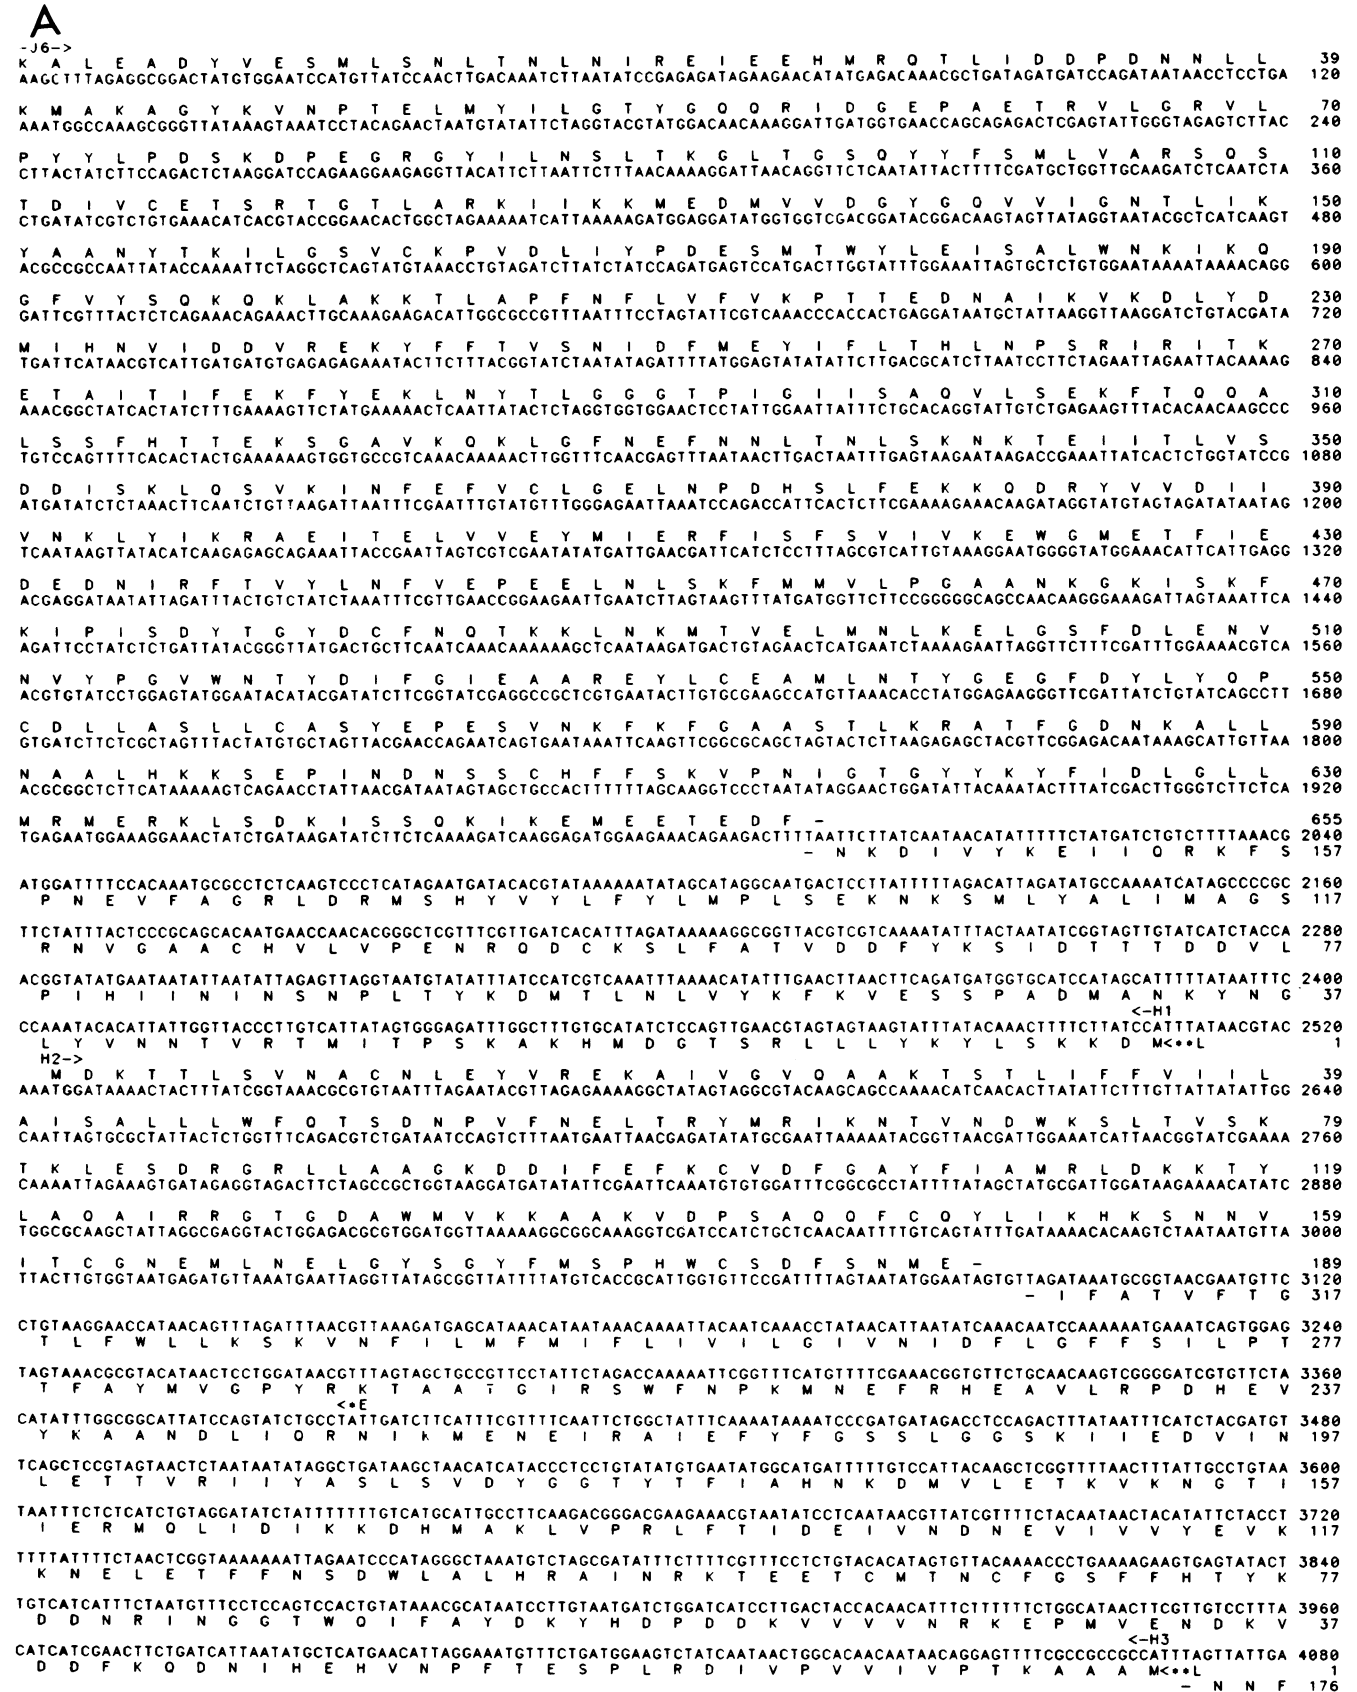 A
-J6->
K A L E A D Y V E S M L S N L T N L N I R E I E E H M R Q T L I D D P D N N L L 39
AAGCTTTAGAGGCGGACTATGTGGAATCCATGTTATCCAACTTGACAAATCTTAATATCCGAGAGATAGAAGAACATATGAGACAAACGCTGATAGATGATCCAGATAATAACCTCCTGA 120
K M A K A G Y K V N P T E L M Y I L G T Y G Q Q R I D G E P A E T R V L G R V L 70
AAATGGCCAAAGCGGGTTATAAAGTAAATCCTACAGAACTAATGTATATTCTAGGTACGTATGGACAACAAAGGATTGATGGTGAACCAGCAGAGACTCGAGTATTGGGTAGAGTCTTAC 240
P Y Y L P D S K D P E G R G Y I L N S L T K G L T G S Q Y Y F S M L V A R S Q S 110
CTTACTATCTTCCAGACTCTAAGGATCCAGAAGGAAGAGGTTACATTCTTAATTCTTTAACAAAAGGATTAACAGGTTCTCAATATTACTTTTCGATGCTGGTTGCAAGATCTCAATCTA 360
T D I V C E T S R T G T L A R K I I K K M E D M V V D G Y G Q V V I G N T L I K 150
CTGATATCGTCTGTGAAACATCACGTACCGGAACACTGGCTAGAAAAATCATTAAAAAGATGGAGGATATGGTGGTCGACGGATACGGACAAGTAGTTATAGGTAATACGCTCATCAAGT 480
Y A A N Y T K I L G S V C K P V D L I Y P D E S M T W Y L E I S A L W N K I K Q 190
ACGCCGCCAATTATACCAAAATTCTAGGCTCAGTATGTAAACCTGTAGATCTTATCTATCCAGATGAGTCCATGACTTGGTATTTGGAAATTAGTGCTCTGTGGAATAAAATAAAACAGG 600
G F V Y S Q K Q K L A K K T L A P F N F L V F V K P T T E D N A I K V K D L Y D 230
GATTCGTTTACTCTCAGAAACAGAAACTTGCAAAGAAGACATTGGCGCCGTTTAATTTCCTAGTATTCGTCAAACCCACCACTGAGGATAATGCTATTAAGGTTAAGGATCTGTACGATA 720
M I H N V I D D V R E K Y F F T V S N I D F M E Y I F L T H L N P S R I R I T K 270
TGATTCATAACGTCATTGATGATGTGAGAGAGAAATACTTCTTTACGGTATCTAATATAGATTTTATGGAGTATATATTCTTGACGCATCTTAATCCTTCTAGAATTAGAATTACAAAAG 840
E T A I T I F E K F Y E K L N Y T L G G G T P I G I I S A Q V L S E K F T Q Q A 310
AAACGGCTATCACTATCTTTGAAAAGTTCTATGAAAAACTCAATTATACTCTAGGTGGTGGAACTCCTATTGGAATTATTTCTGCACAGGTATTGTCTGAGAAGTTTACACAACAAGCCC 960
L S S F H T T E K S G A V K Q K L G F N E F N N L T N L S K N K T E I I T L V S 350
TGTCCAGTTTTCACACTACTGAAAAAAGTGGTGCCGTCAAACAAAAACTTGGTTTCAACGAGTTTAATAACTTGACTAATTTGAGTAAGAATAAGACCGAAATTATCACTCTGGTATCCG 1080
D D I S K L Q S V K I N F E F V C L G E L N P D H S L F E K K Q D R Y V V D I I 390
ATGATATCTCTAAACTTCAATCTGTTAAGATTAATTTCGAATTTGTATGTTTGGGAGAATTAAATCCAGACCATTCACTCTTCGAAAAGAAACAAGATAGGTATGTAGTAGATATAATAG 1200
V N K L Y I K R A E I T E L V V E Y M I E R F I S F S V I V K E W G M E T F I E 430
TCAATAAGTTATACATCAAGAGAGCAGAAATTACCGAATTAGTCGTCGAATATATGATTGAACGATTCATCTCCTTTAGCGTCATTGTAAAGGAATGGGGTATGGAAACATTCATTGAGG 1320
D E D N I R F T V Y L N F V E P E E L N L S K F M M V L P G A A N K G K I S K F 470
ACGAGGATAATATTAGATTTACTGTCTATCTAAATTTCGTTGAACCGGAAGAATTGAATCTTAGTAAGTTTATGATGGTTCTTCCGGGGGCAGCCAACAAGGGAAAGATTAGTAAATTCA 1440
K I P I S D Y T G Y D C F N Q T K K L N K M T V E L M N L K E L G S F D L E N V 510
AGATTCCTATCTCTGATTATACGGGTTATGACTGCTTCAATCAAACAAAAAAGCTCAATAAGATGACTGTAGAACTCATGAATCTAAAAGAATTAGGTTCTTTCGATTTGGAAAACGTCA 1560
N V Y P G V W N T Y D I F G I E A A R E Y L C E A M L N T Y G E G F D Y L Y Q P 550
ACGTGTATCCTGGAGTATGGAATACATACGATATCTTCGGTATCGAGGCCGCTCGTGAATACTTGTGCGAAGCCATGTTAAACACCTATGGAGAAGGGTTCGATTATCTGTATCAGCCTT 1680
C D L L A S L L C A S Y E P E S V N K F K F G A A S T L K R A T F G D N K A L L 590
GTGATCTTCTCGCTAGTTTACTATGTGCTAGTTACGAACCAGAATCAGTGAATAAATTCAAGTTCGGCGCAGCTAGTACTCTTAAGAGAGCTACGTTCGGAGACAATAAAGCATTGTTAA 1800
N A A L H K K S E P I N D N S S C H F F S K V P N I G T G Y Y K Y F I D L G L L 630
ACGCGGCTCTTCATAAAAAGTCAGAACCTATTAACGATAATAGTAGCTGCCACTTTTTTAGCAAGGTCCCTAATATAGGAACTGGATATTACAAATACTTTATCGACTTGGGTCTTCTCA 1920
M R M E R K L S D K I S S Q K I K E M E E T E D F - 655
TGAGAATGGAAAGGAAACTATCTGATAAGATATCTTCTCAAAAGATCAAGGAGATGGAAGAAACAGAAGACTTTTAATTCTTATCAATAACATATTTTTCTATGATCTGTCTTTTAAACG 2040
- N K D I V Y K E I I Q R K F S 157
ATGGATTTTCCACAAATGCGCCTCTCAAGTCCCTCATAGAATGATACACGTATAAAAAATATAGCATAGGCAATGACTCCTTATTTTTAGACATTAGATATGCCAAAATCATAGCCCCGC 2160
P N E V F A G R L D R M S H Y V Y L F Y L M P L S E K N K S M L Y A L I M A G S 117
TTCTATTTACTCCCGCAGCACAATGAACCAACACGGGCTCGTTTCGTTGATCACATTTAGATAAAAAGGCGGTTACGTCGTCAAAATATTTACTAATATCGGTAGTTGTATCATCTACCA 2280
R N V G A A C H V L V P E N R Q D C K S L F A T V D D F Y K S I D T T T D D V L 77
ACGGTATATGAATAATATTAATATTAGAGTTAGGTAATGTATATTTATCCATCGTCAAATTTAAAACATATTTGAACTTAACTTCAGATGATGGTGCATCCATAGCATTTTTATAATTTC 2400
P I H I I N I N S N P L T Y K D M T L N L V Y K F K V E S S P A D M A N K Y N G 37
<-H1
CCAAATACACATTATTGGTTACCCTTGTCATTATAGTGGGAGATTTGGCTTTGTGCATATCTCCAGTTGAACGTAGTAGTAAGTATTTATACAAACTTTTCTTATCCATTTATAACGTAC 2520
L Y V N N T V R T M I T P S K A K H M D G T S R L L L Y K Y L S K K D M<**L 1
H2->
M D K T T L S V N A C N L E Y V R E K A I V G V Q A A K T S T L I F F V I I L 39
AAATGGATAAAACTACTTTATCGGTAAACGCGTGTAATTTAGAATACGTTAGAGAAAAGGCTATAGTAGGCGTACAAGCAGCCAAAACATCAACACTTATATTCTTTGTTATTATATTGG 2640
A I S A L L L W F Q T S D N P V F N E L T R Y M R I K N T V N D W K S L T V S K 79
CAATTAGTGCGCTATTACTCTGGTTTCAGACGTCTGATAATCCAGTCTTTAATGAATTAACGAGATATATGCGAATTAAAAATACGGTTAACGATTGGAAATCATTAACGGTATCGAAAA 2760
T K L E S D R G R L L A A G K D D I F E F K C V D F G A Y F I A M R L D K K T Y 119
CAAAATTAGAAAGTGATAGAGGTAGACTTCTAGCCGCTGGTAAGGATGATATATTCGAATTCAAATGTGTGGATTTCGGCGCCTATTTTATAGCTATGCGATTGGATAAGAAAACATATC 2880
L A Q A I R R G T G D A W M V K K A A K V D P S A Q Q F C Q Y L I K H K S N N V 159
TGGCGCAAGCTATTAGGCGAGGTACTGGAGACGCGTGGATGGTTAAAAAGGCGGCAAAGGTCGATCCATCTGCTCAACAATTTTGTCAGTATTTGATAAAACACAAGTCTAATAATGTTA 3000
I T C G N E M L N E L G Y S G Y F M S P H W C S D F S N M E - 189
TTACTTGTGGTAATGAGATGTTAAATGAATTAGGTTATAGCGGTTATTTTATGTCACCGCATTGGTGTTCCGATTTTAGTAATATGGAATAGTGTTAGATAAATGCGGTAACGAATGTTC 3120
- I F A T V F T G 317
CTGTAAGGAACCATAACAGTTTAGATTTAACGTTAAAGATGAGCATAAACATAATAAACAAAATTACAATCAAACCTATAACATTAATATCAAACAATCCAAAAAATGAAATCAGTGGAG 3240
T L F W L L K S K V N F I L M F M I F L I V I L G I V N I D F L G F F S I L P T 277
TAGTAAACGCGTACATAACTCCTGGATAACGTTTAGTAGCTGCCGTTCCTATTCTAGACCAAAAATTCGGTTTCATGTTTTCGAAACGGTGTTCTGCAACAAGTCGGGGATCGTGTTCTA 3360
T F A Y M V G P Y R K T A A T G I R S W F N P K M N E F R H E A V L R P D H E V 237
<*E
CATATTTGGCGGCATTATCCAGTATCTGCCTATTGATCTTCATTTCGTTTTCAATTCTGGCTATTTCAAAATAAAATCCCGATGATAGACCTCCAGACTTTATAATTTCATCTACGATGT 3480
Y K A A N D L I Q R N I K M E N E I R A I E F Y F G S S L G G S K I I E D V I N 197
TCAGCTCCGTAGTAACTCTAATAATATAGGCTGATAAGCTAACATCATACCCTCCTGTATATGTGAATATGGCATGATTTTTGTCCATTACAAGCTCGGTTTTAACTTTATTGCCTGTAA 3600
L E T T V R I I Y A S L S V D Y G G T Y T F I A H N K D M V L E T K V K N G T I 157
TAATTTCTCTCATCTGTAGGATATCTATTTTTTTGTCATGCATTGCCTTCAAGACGGGACGAAGAAACGTAATATCCTCAATAACGTTATCGTTTTCTACAATAACTACATATTCTACCT 3720
I E R M Q L I D I K K D H M A K L V P R L F T I D E I V N D N E V I V V Y E V K 117
TTTTATTTTCTAACTCGGTAAAAAAATTAGAATCCCATAGGGCTAAATGTCTAGCGATATTTCTTTTCGTTTCCTCTGTACACATAGTGTTACAAAACCCTGAAAAGAAGTGAGTATACT 3840
K N E L E T F F N S D W L A L H R A I N R K T E E T C M T N C F G S F F H T Y K 77
TGTCATCATTTCTAATGTTTCCTCCAGTCCACTGTATAAACGCATAATCCTTGTAATGATCTGGATCATCCTTGACTACCACAACATTTCTTTTTTCTGGCATAACTTCGTTGTCCTTTA 3960
D D N R I N G G T W Q I F A Y D K Y H D P D D K V V V V N R K E P M V E N D K V 37
<-H3
CATCATCGAACTTCTGATCATTAATATGCTCATGAACATTAGGAAATGTTTCTGATGGAAGTCTATCAATAACTGGCACAACAATAACAGGAGTTTTCGCCGCCGCCATTTAGTTATTGA 4080
D D F K Q D N I H E H V N P F T E S P L R D I V P V V I V P T K A A A M<**L 1
- N N F 176